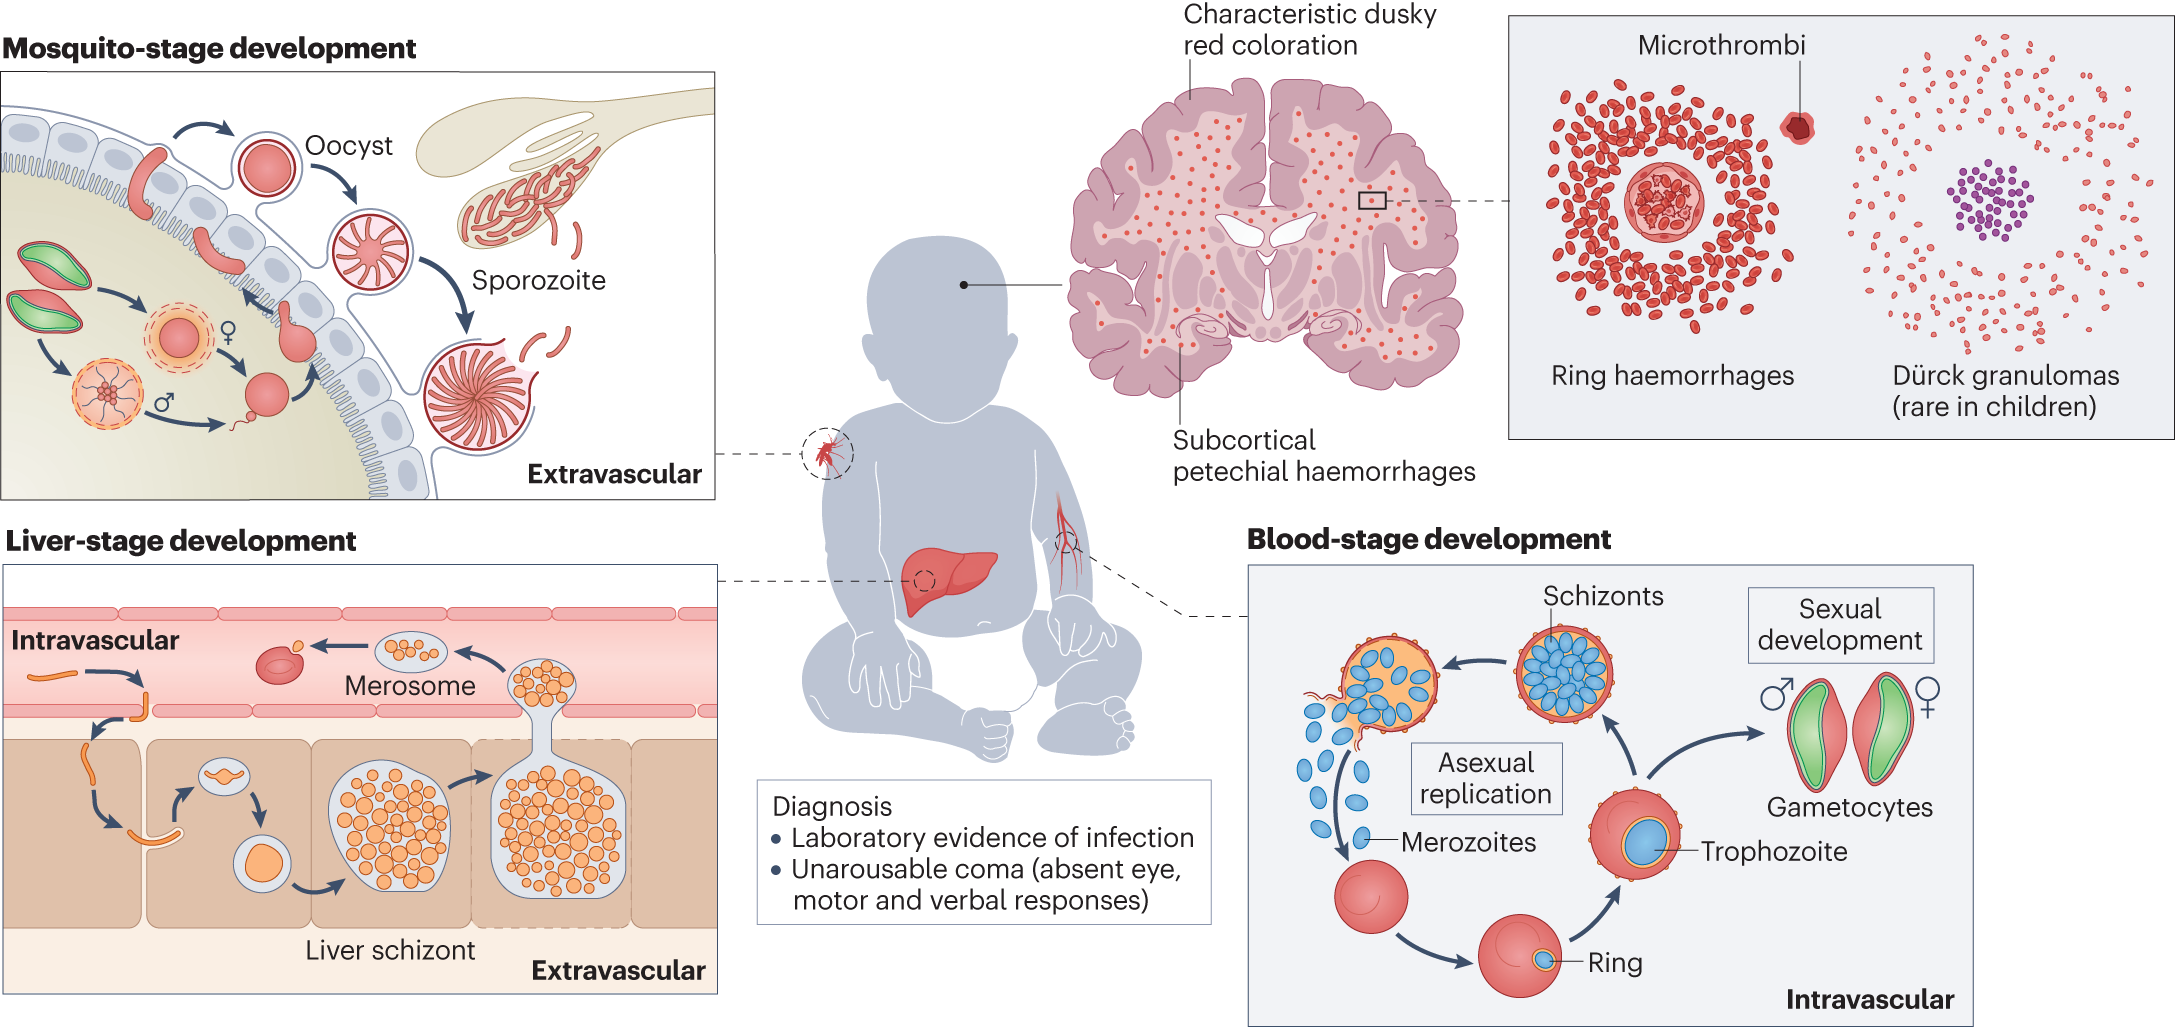 Mosquito-stage development
Oocyst
Sporozoite
♀
♂
Extravascular
Characteristic dusky
red coloration
Subcortical
petechial haemorrhages
Microthrombi
Ring haemorrhages
Dürck granulomas
(rare in children)
Liver-stage development
Intravascular
Merosome
Liver schizont
Extravascular
Diagnosis
• Laboratory evidence of infection
• Unarousable coma (absent eye,
motor and verbal responses)
Blood-stage development
Schizonts
Sexual
development
♂
♀
Gametocytes
Asexual
replication
Merozoites
Trophozoite
Ring
Intravascular